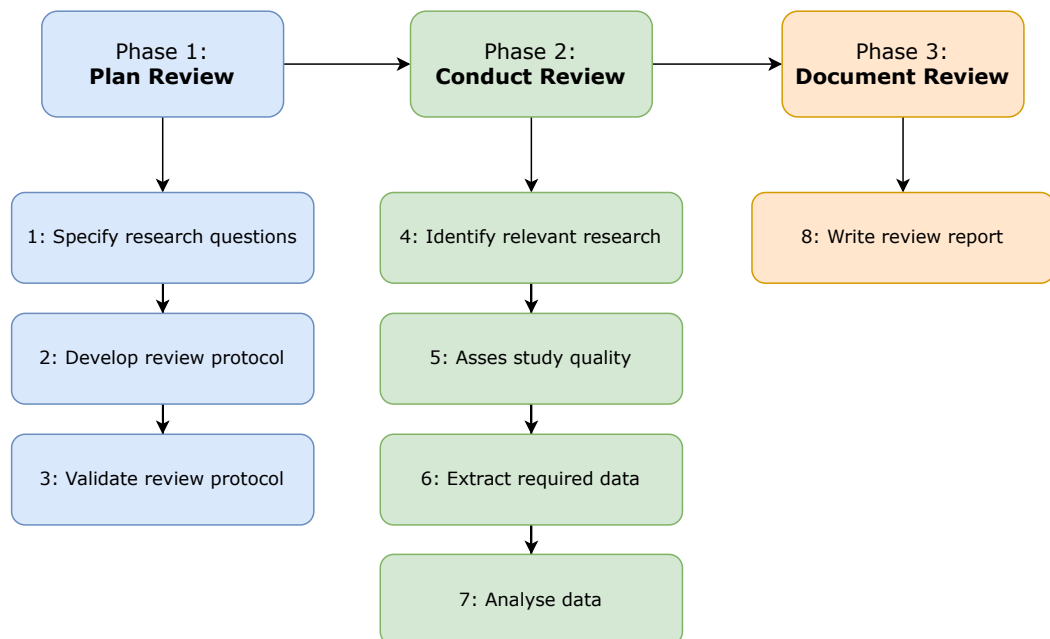 Phase 1:
Plan Review
Phase 2:
Conduct Review
Phase 3:
Document Review
1: Specify research questions
2: Develop review protocol
3: Validate review protocol
4: Identify relevant research
5: Asses study quality
6: Extract required data
7: Analyse data
8: Write review report